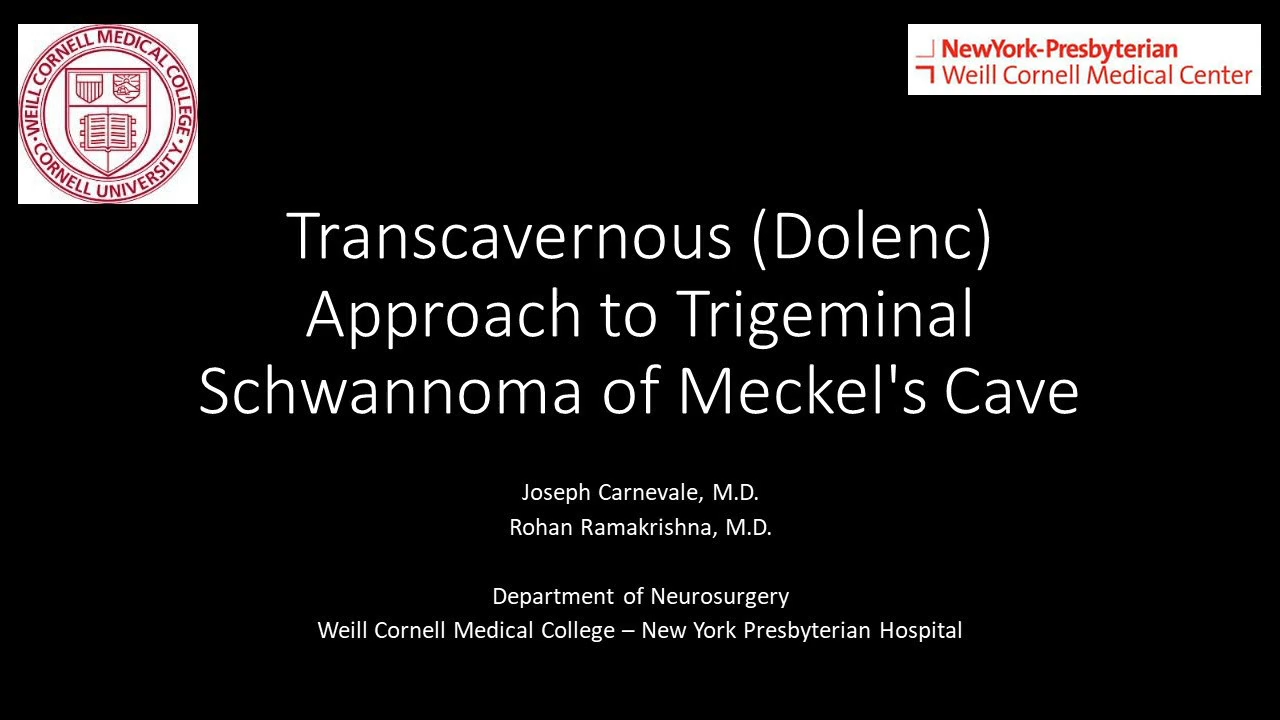 WEILL CORNELL MEDICAL COLLEGE
CORNELL UNIVERSITY
NewYork-Presbyterian
Weill Cornell Medical Center
Transcavernous (Dolenc)
Approach to Trigeminal
Schwannoma of Meckel's Cave
Joseph Carnevale, M.D.
Rohan Ramakrishna, M.D.
Department of Neurosurgery
Weill Cornell Medical College – New York Presbyterian Hospital